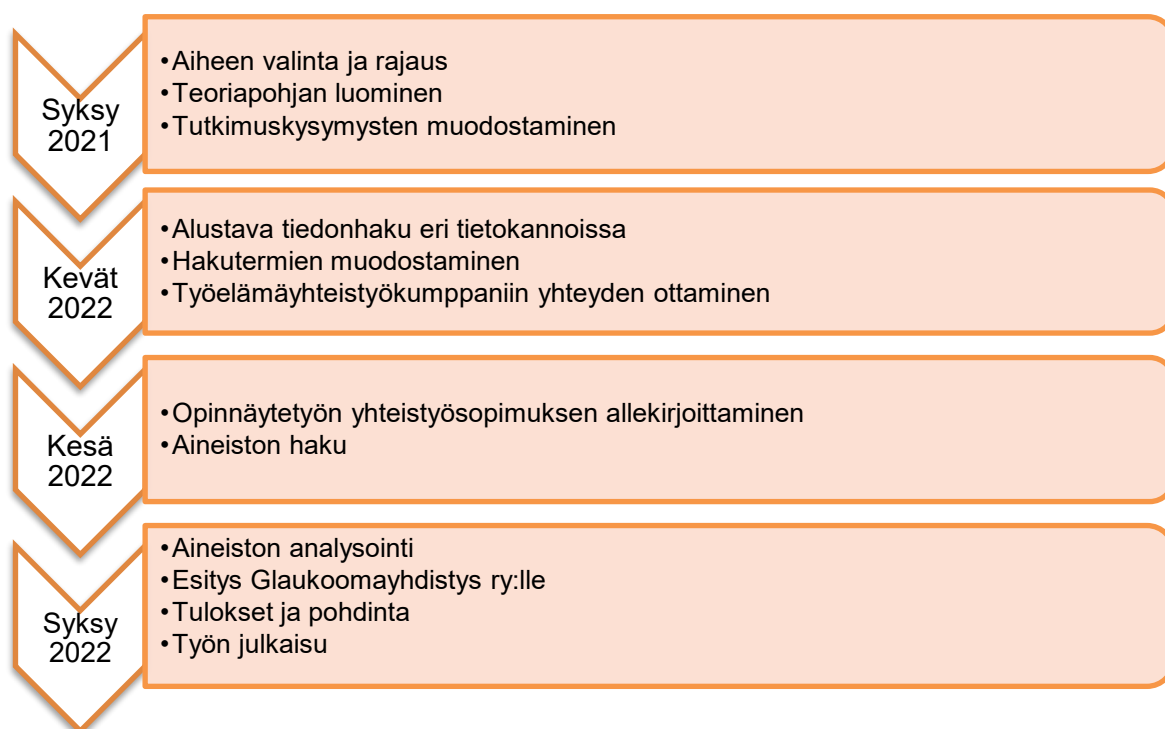 Syksy
2021
•Aiheen valinta ja rajaus
•Teoriapohjan luominen
•Tutkimuskysymysten muodostaminen
Kevät
2022
•Alustava tiedonhaku eri tietokannoissa
•Hakutermien muodostaminen
•Työelämäyhteistyökumppaniin yhteyden ottaminen
Kesä
2022
•Opinnäytetyön yhteistyösopimuksen allekirjoittaminen
•Aineiston haku
Syksy
2022
•Aineiston analysointi
•Esitys Glaukoomayhdistys ry:lle
•Tulokset ja pohdinta
•Työn julkaisu